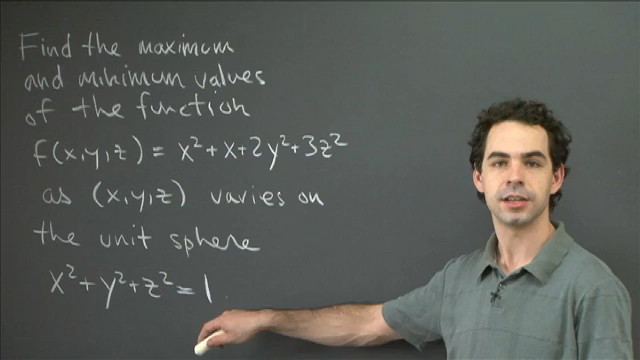 Find the maximum
and minimum values
of the function
f(x,y,z) = x²+x+2y²+3z²
as (x,y,z) varies on
the unit sphere
x²+y²+z²=1.